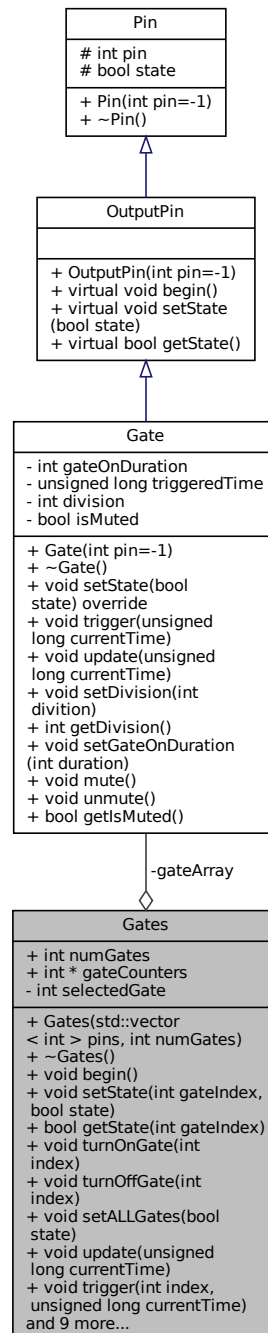 Pin
# int pin
# bool state
+ Pin(int pin=-1)
+ ~Pin()
OutputPin
+ OutputPin(int pin=-1)
+ virtual void begin()
+ virtual void setState
(bool state)
+ virtual bool getState()
Gate
- int gateOnDuration
- unsigned long triggeredTime
- int division
- bool isMuted
+ Gate(int pin=-1)
+ ~Gate()
+ void setState(bool
state) override
+ void trigger(unsigned
long currentTime)
+ void update(unsigned
long currentTime)
+ void setDivision(int
divition)
+ int getDivision()
+ void setGateOnDuration
(int duration)
+ void mute()
+ void unmute()
+ bool getIsMuted()
-gateArray
Gates
+ int numGates
+ int * gateCounters
- int selectedGate
+ Gates(std::vector
< int > pins, int numGates)
+ ~Gates()
+ void begin()
+ void setState(int gateIndex,
bool state)
+ bool getState(int gateIndex)
+ void turnOnGate(int
index)
+ void turnOffGate(int
index)
+ void setALLGates(bool
state)
+ void update(unsigned
long currentTime)
+ void trigger(int index,
unsigned long currentTime)
and 9 more...